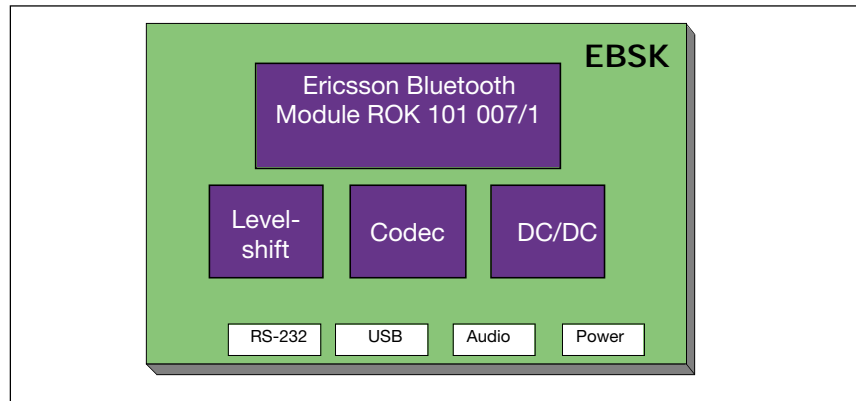 EBSK
Ericsson Bluetooth
Module ROK 101 007/1
Level-
shift
Codec
DC/DC
RS-232
USB
Audio
Power